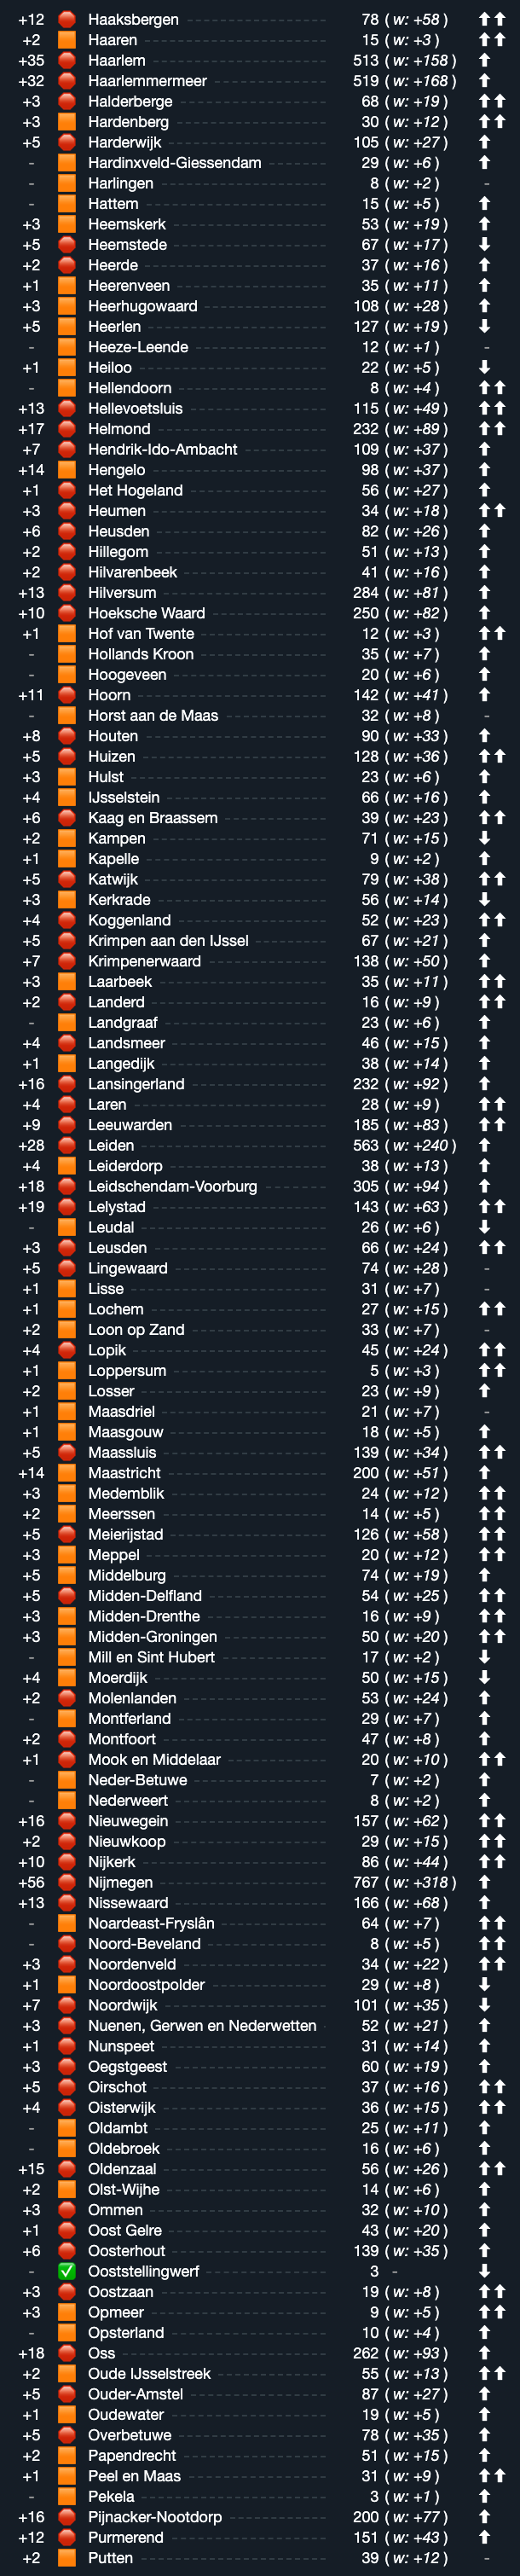 +12 🛑 Haaksbergen 78 ( w: +58 ) ⬆⬆
+2 🟧 Haaren 15 ( w: +3 ) ⬆⬆
+35 🛑 Haarlem 513 ( w: +158 ) ⬆
+32 🛑 Haarlemmermeer 519 ( w: +168 ) ⬆
+3 🛑 Halderberge 68 ( w: +19 ) ⬆⬆
+3 🟧 Hardenberg 30 ( w: +12 ) ⬆⬆
+5 🛑 Harderwijk 105 ( w: +27 ) ⬆
- 🟧 Hardinxveld-Giessendam 29 ( w: +6 ) ⬆
- 🟧 Harlingen 8 ( w: +2 ) -
- 🟧 Hattem 15 ( w: +5 ) ⬆
+3 🟧 Heemskerk 53 ( w: +19 ) ⬆
+5 🛑 Heemstede 67 ( w: +17 ) ⬇
+2 🛑 Heerde 37 ( w: +16 ) ⬆
+1 🟧 Heerenveen 35 ( w: +11 ) ⬆
+3 🟧 Heerhugowaard 108 ( w: +28 ) ⬆
+5 🟧 Heerlen 127 ( w: +19 ) ⬇
- 🟧 Heeze-Leende 12 ( w: +1 ) -
+1 🟧 Heiloo 22 ( w: +5 ) ⬇
- 🟧 Hellendoorn 8 ( w: +4 ) ⬆⬆
+13 🛑 Hellevoetsluis 115 ( w: +49 ) ⬆⬆
+17 🛑 Helmond 232 ( w: +89 ) ⬆⬆
+7 🛑 Hendrik-Ido-Ambacht 109 ( w: +37 ) ⬆
+14 🟧 Hengelo 98 ( w: +37 ) ⬆
+1 🛑 Het Hogeland 56 ( w: +27 ) ⬆
+3 🛑 Heumen 34 ( w: +18 ) ⬆⬆
+6 🛑 Heusden 82 ( w: +26 ) ⬆
+2 🛑 Hillegom 51 ( w: +13 ) ⬆
+2 🛑 Hilvarenbeek 41 ( w: +16 ) ⬆
+13 🛑 Hilversum 284 ( w: +81 ) ⬆
+10 🛑 Hoeksche Waard 250 ( w: +82 ) ⬆
+1 🟧 Hof van Twente 12 ( w: +3 ) ⬆⬆
- 🟧 Hollands Kroon 35 ( w: +7 ) ⬆
- 🟧 Hoogeveen 20 ( w: +6 ) ⬆
+11 🛑 Hoorn 142 ( w: +41 ) ⬆
- 🟧 Horst aan de Maas 32 ( w: +8 ) -
+8 🛑 Houten 90 ( w: +33 ) ⬆
+5 🛑 Huizen 128 ( w: +36 ) ⬆⬆
+3 🟧 Hulst 23 ( w: +6 ) ⬆
+4 🟧 IJsselstein 66 ( w: +16 ) ⬆
+6 🛑 Kaag en Braassem 39 ( w: +23 ) ⬆⬆
+2 🟧 Kampen 71 ( w: +15 ) ⬇
+1 🟧 Kapelle 9 ( w: +2 ) ⬆
+5 🛑 Katwijk 79 ( w: +38 ) ⬆⬆
+3 🟧 Kerkrade 56 ( w: +14 ) ⬇
+4 🛑 Koggenland 52 ( w: +23 ) ⬆⬆
+5 🛑 Krimpen aan den IJssel 67 ( w: +21 ) ⬆
+7 🛑 Krimpenerwaard 138 ( w: +50 ) ⬆
+3 🟧 Laarbeek 35 ( w: +11 ) ⬆⬆
+2 🛑 Landerd 16 ( w: +9 ) ⬆⬆
- 🟧 Landgraaf 23 ( w: +6 ) ⬆
+4 🛑 Landsmeer 46 ( w: +15 ) ⬆
+1 🟧 Langedijk 38 ( w: +14 ) ⬆
+16 🛑 Lansingerland 232 ( w: +92 ) ⬆
+4 🛑 Laren 28 ( w: +9 ) ⬆⬆
+9 🛑 Leeuwarden 185 ( w: +83 ) ⬆⬆
+28 🛑 Leiden 563 ( w: +240 ) ⬆
+4 🟧 Leiderdorp 38 ( w: +13 ) ⬆
+18 🛑 Leidschendam-Voorburg 305 ( w: +94 ) ⬆
+19 🛑 Lelystad 143 ( w: +63 ) ⬆⬆
- 🟧 Leudal 26 ( w: +6 ) ⬇
+3 🛑 Leusden 66 ( w: +24 ) ⬆⬆
+5 🛑 Lingewaard 74 ( w: +28 ) -
+1 🟧 Lisse 31 ( w: +7 ) -
+1 🟧 Lochem 27 ( w: +15 ) ⬆⬆
+2 🟧 Loon op Zand 33 ( w: +7 ) -
+4 🛑 Lopik 45 ( w: +24 ) ⬆⬆
+1 🟧 Loppersum 5 ( w: +3 ) ⬆⬆
+2 🟧 Losser 23 ( w: +9 ) ⬆
+1 🟧 Maasdriel 21 ( w: +7 ) -
+1 🟧 Maasgouw 18 ( w: +5 ) ⬆
+5 🛑 Maassluis 139 ( w: +34 ) ⬆⬆
+14 🟧 Maastricht 200 ( w: +51 ) ⬆
+3 🟧 Medemblik 24 ( w: +12 ) ⬆⬆
+2 🟧 Meerssen 14 ( w: +5 ) ⬆⬆
+5 🛑 Meierijstad 126 ( w: +58 ) ⬆⬆
+3 🟧 Meppel 20 ( w: +12 ) ⬆⬆
+5 🟧 Middelburg 74 ( w: +19 ) ⬆
+5 🛑 Midden-Delfland 54 ( w: +25 ) ⬆⬆
+3 🟧 Midden-Drenthe 16 ( w: +9 ) ⬆⬆
+3 🟧 Midden-Groningen 50 ( w: +20 ) ⬆⬆
- 🟧 Mill en Sint Hubert 17 ( w: +2 ) ⬇
+4 🟧 Moerdijk 50 ( w: +15 ) ⬇
+2 🛑 Molenlanden 53 ( w: +24 ) ⬆
- 🟧 Montferland 29 ( w: +7 ) ⬆
+2 🛑 Montfoort 47 ( w: +8 ) ⬆
+1 🛑 Mook en Middelaar 20 ( w: +10 ) ⬆⬆
- 🟧 Neder-Betuwe 7 ( w: +2 ) ⬆
- 🟧 Nederweert 8 ( w: +2 ) ⬆
+16 🛑 Nieuwegein 157 ( w: +62 ) ⬆⬆
+2 🛑 Nieuwkoop 29 ( w: +15 ) ⬆⬆
+10 🛑 Nijkerk 86 ( w: +44 ) ⬆⬆
+56 🛑 Nijmegen 767 ( w: +318 ) ⬆
+13 🛑 Nissewaard 166 ( w: +68 ) ⬆
- 🟧 Noardeast-Fryslân 64 ( w: +7 ) ⬆⬆
- 🛑 Noord-Beveland 8 ( w: +5 ) ⬆⬆
+3 🛑 Noordenveld 34 ( w: +22 ) ⬆⬆
+1 🟧 Noordoostpolder 29 ( w: +8 ) ⬇
+7 🛑 Noordwijk 101 ( w: +35 ) ⬇
+3 🛑 Nuenen, Gerwen en Nederwetten 52 ( w: +21 ) ⬆
+1 🛑 Nunspeet 31 ( w: +14 ) ⬆
+3 🛑 Oegstgeest 60 ( w: +19 ) ⬆
+5 🛑 Oirschot 37 ( w: +16 ) ⬆⬆
+4 🛑 Oisterwijk 36 ( w: +15 ) ⬆⬆
- 🟧 Oldambt 25 ( w: +11 ) ⬆
- 🟧 Oldebroek 16 ( w: +6 ) ⬆
+15 🛑 Oldenzaal 56 ( w: +26 ) ⬆⬆
+2 🟧 Olst-Wijhe 14 ( w: +6 ) ⬆
+3 🛑 Ommen 32 ( w: +10 ) ⬆
+1 🛑 Oost Gelre 43 ( w: +20 ) ⬆
+6 🛑 Oosterhout 139 ( w: +35 ) ⬆
- ✅ Ooststellingwerf 3 - ⬇
+3 🛑 Oostzaan 19 ( w: +8 ) ⬆⬆
+3 🟧 Opmeer 9 ( w: +5 ) ⬆⬆
- 🟧 Opsterland 10 ( w: +4 ) ⬆
+18 🛑 Oss 262 ( w: +93 ) ⬆
+2 🟧 Oude IJsselstreek 55 ( w: +13 ) ⬆⬆
+5 🛑 Ouder-Amstel 87 ( w: +27 ) ⬆
+1 🟧 Oudewater 19 ( w: +5 ) ⬆
+5 🛑 Overbetuwe 78 ( w: +35 ) ⬆
+2 🟧 Papendrecht 51 ( w: +15 ) ⬆
+1 🟧 Peel en Maas 31 ( w: +9 ) ⬆⬆
- 🟧 Pekela 3 ( w: +1 ) ⬆
+16 🛑 Pijnacker-Nootdorp 200 ( w: +77 ) ⬆
+12 🛑 Purmerend 151 ( w: +43 ) ⬆
+2 🟧 Putten 39 ( w: +12 ) -